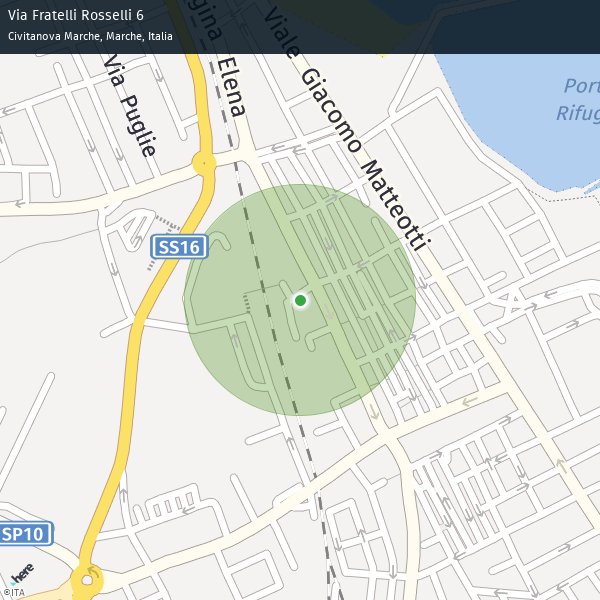 Via Fratelli Rosselli 6
Civitanova Marche, Marche, Italia
gina Elena
Viale Giacomo Matteotti
Via Puglie
Port
Rifug
SS16
SP10
here
©ITA